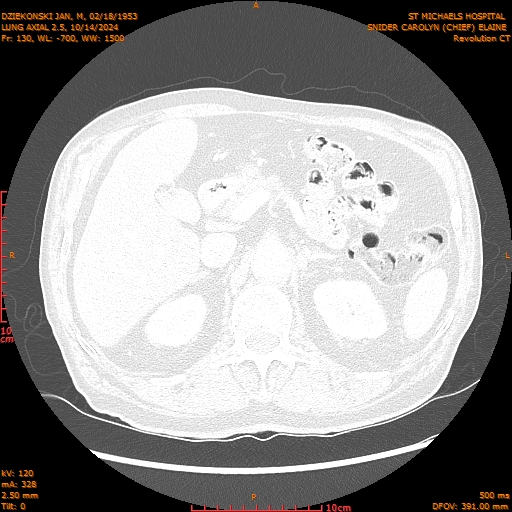 A
DZIEKONSKI JAN, M, 02/18/1953
LUNG AXIAL 2.5, 10/14/2024
Fr: 130, WL: -700, WW: 1500
ST MICHAELS HOSPITAL
SNIDER CAROLYN (CHIEF) ELAINE
Revolution CT
R
L
10
cm
kV: 120
mA: 328
2.50 mm
Tilt: 0
P
10cm
500 ms
DFOV: 391.00 mm